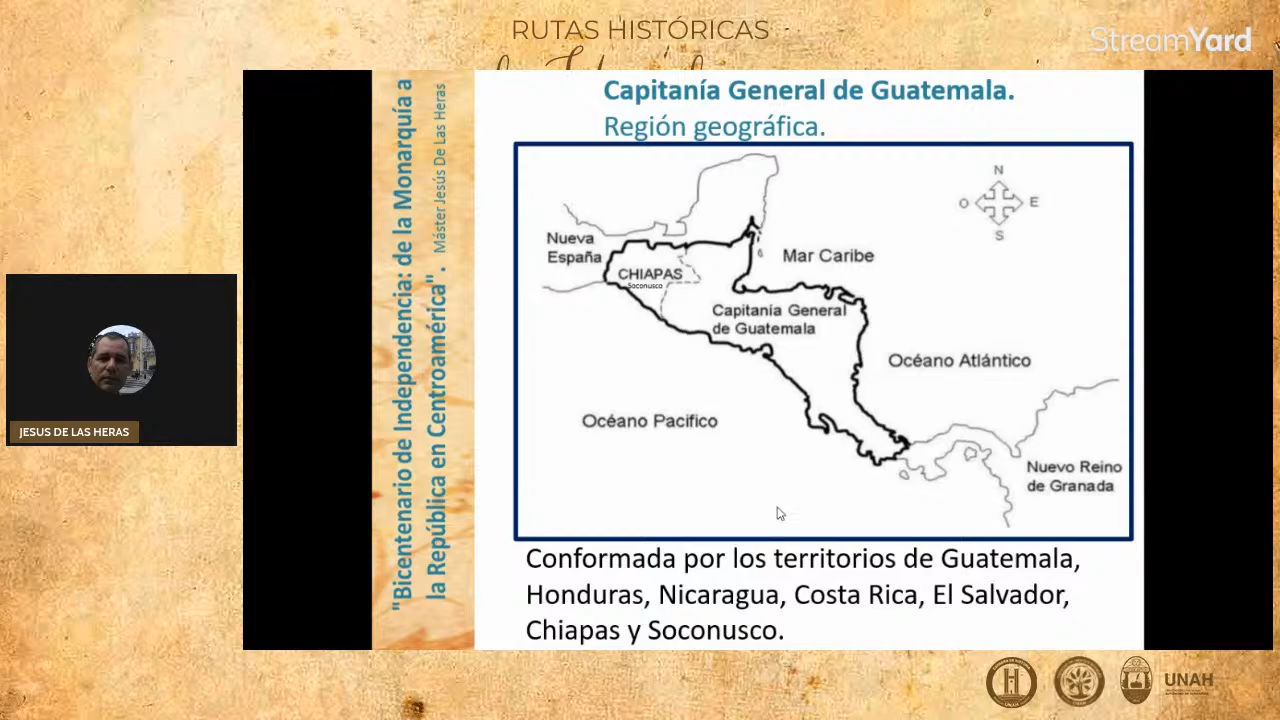 RUTAS HISTÓRICAS
StreamYard
"Bicentenario de Independencia: de la Monarquía a
la República en Centroamérica". Máster Jesús De Las Heras
Capitanía General de Guatemala.
Región geográfica.
N
O
E
S
Nueva
España
CHIAPAS
Soconusco
Mar Caribe
Capitanía General
de Guatemala
Océano Atlántico
Océano Pacífico
Nuevo Reino
de Granada
JESUS DE LAS HERAS
Conformada por los territorios de Guatemala,
Honduras, Nicaragua, Costa Rica, El Salvador,
Chiapas y Soconusco.
UNAH